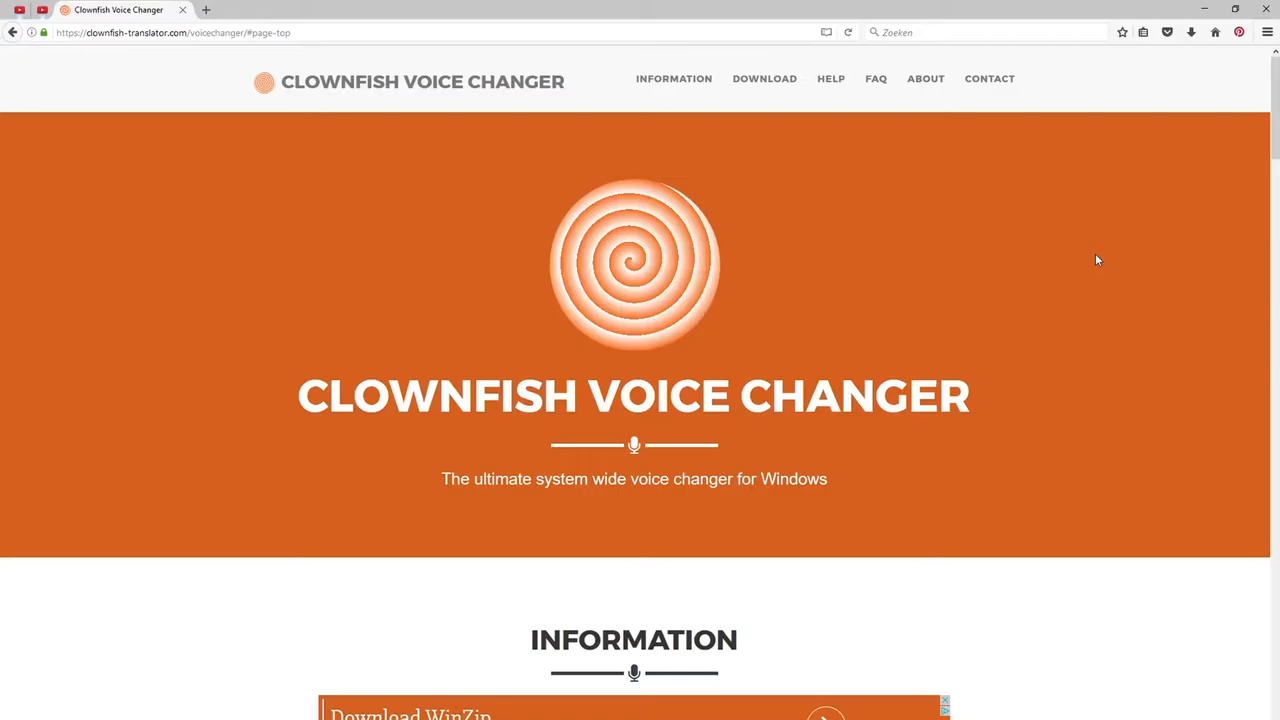 Clownfish Voice Changer
https://clownfish-translator.com/voicechanger/#page-top
Zoeken
CLOWNFISH VOICE CHANGER
INFORMATION DOWNLOAD HELP FAQ ABOUT CONTACT
CLOWNFISH VOICE CHANGER
The ultimate system wide voice changer for Windows
INFORMATION
Download WinZip